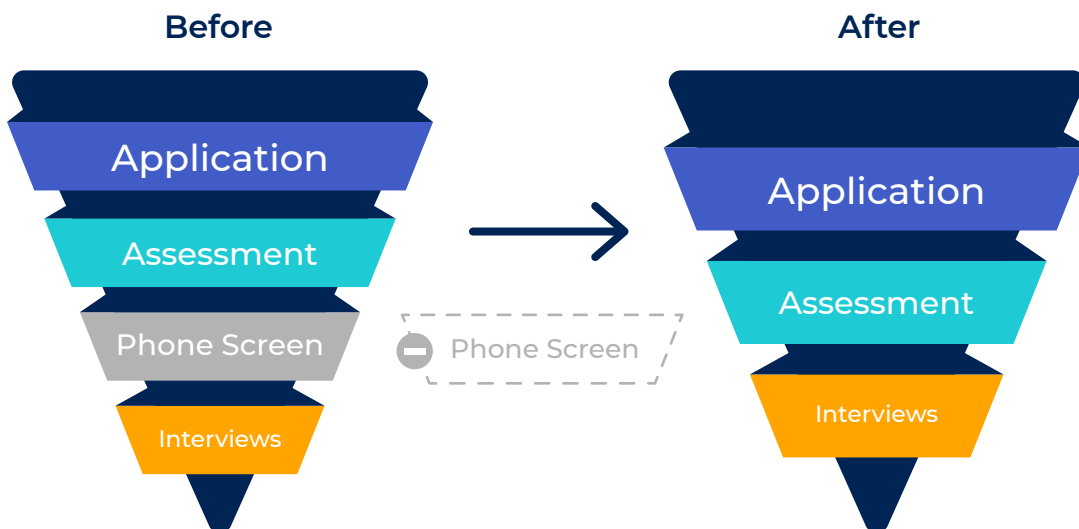 Before
After
Application
Assessment
Phone Screen
Interviews
Phone Screen
Application
Assessment
Interviews